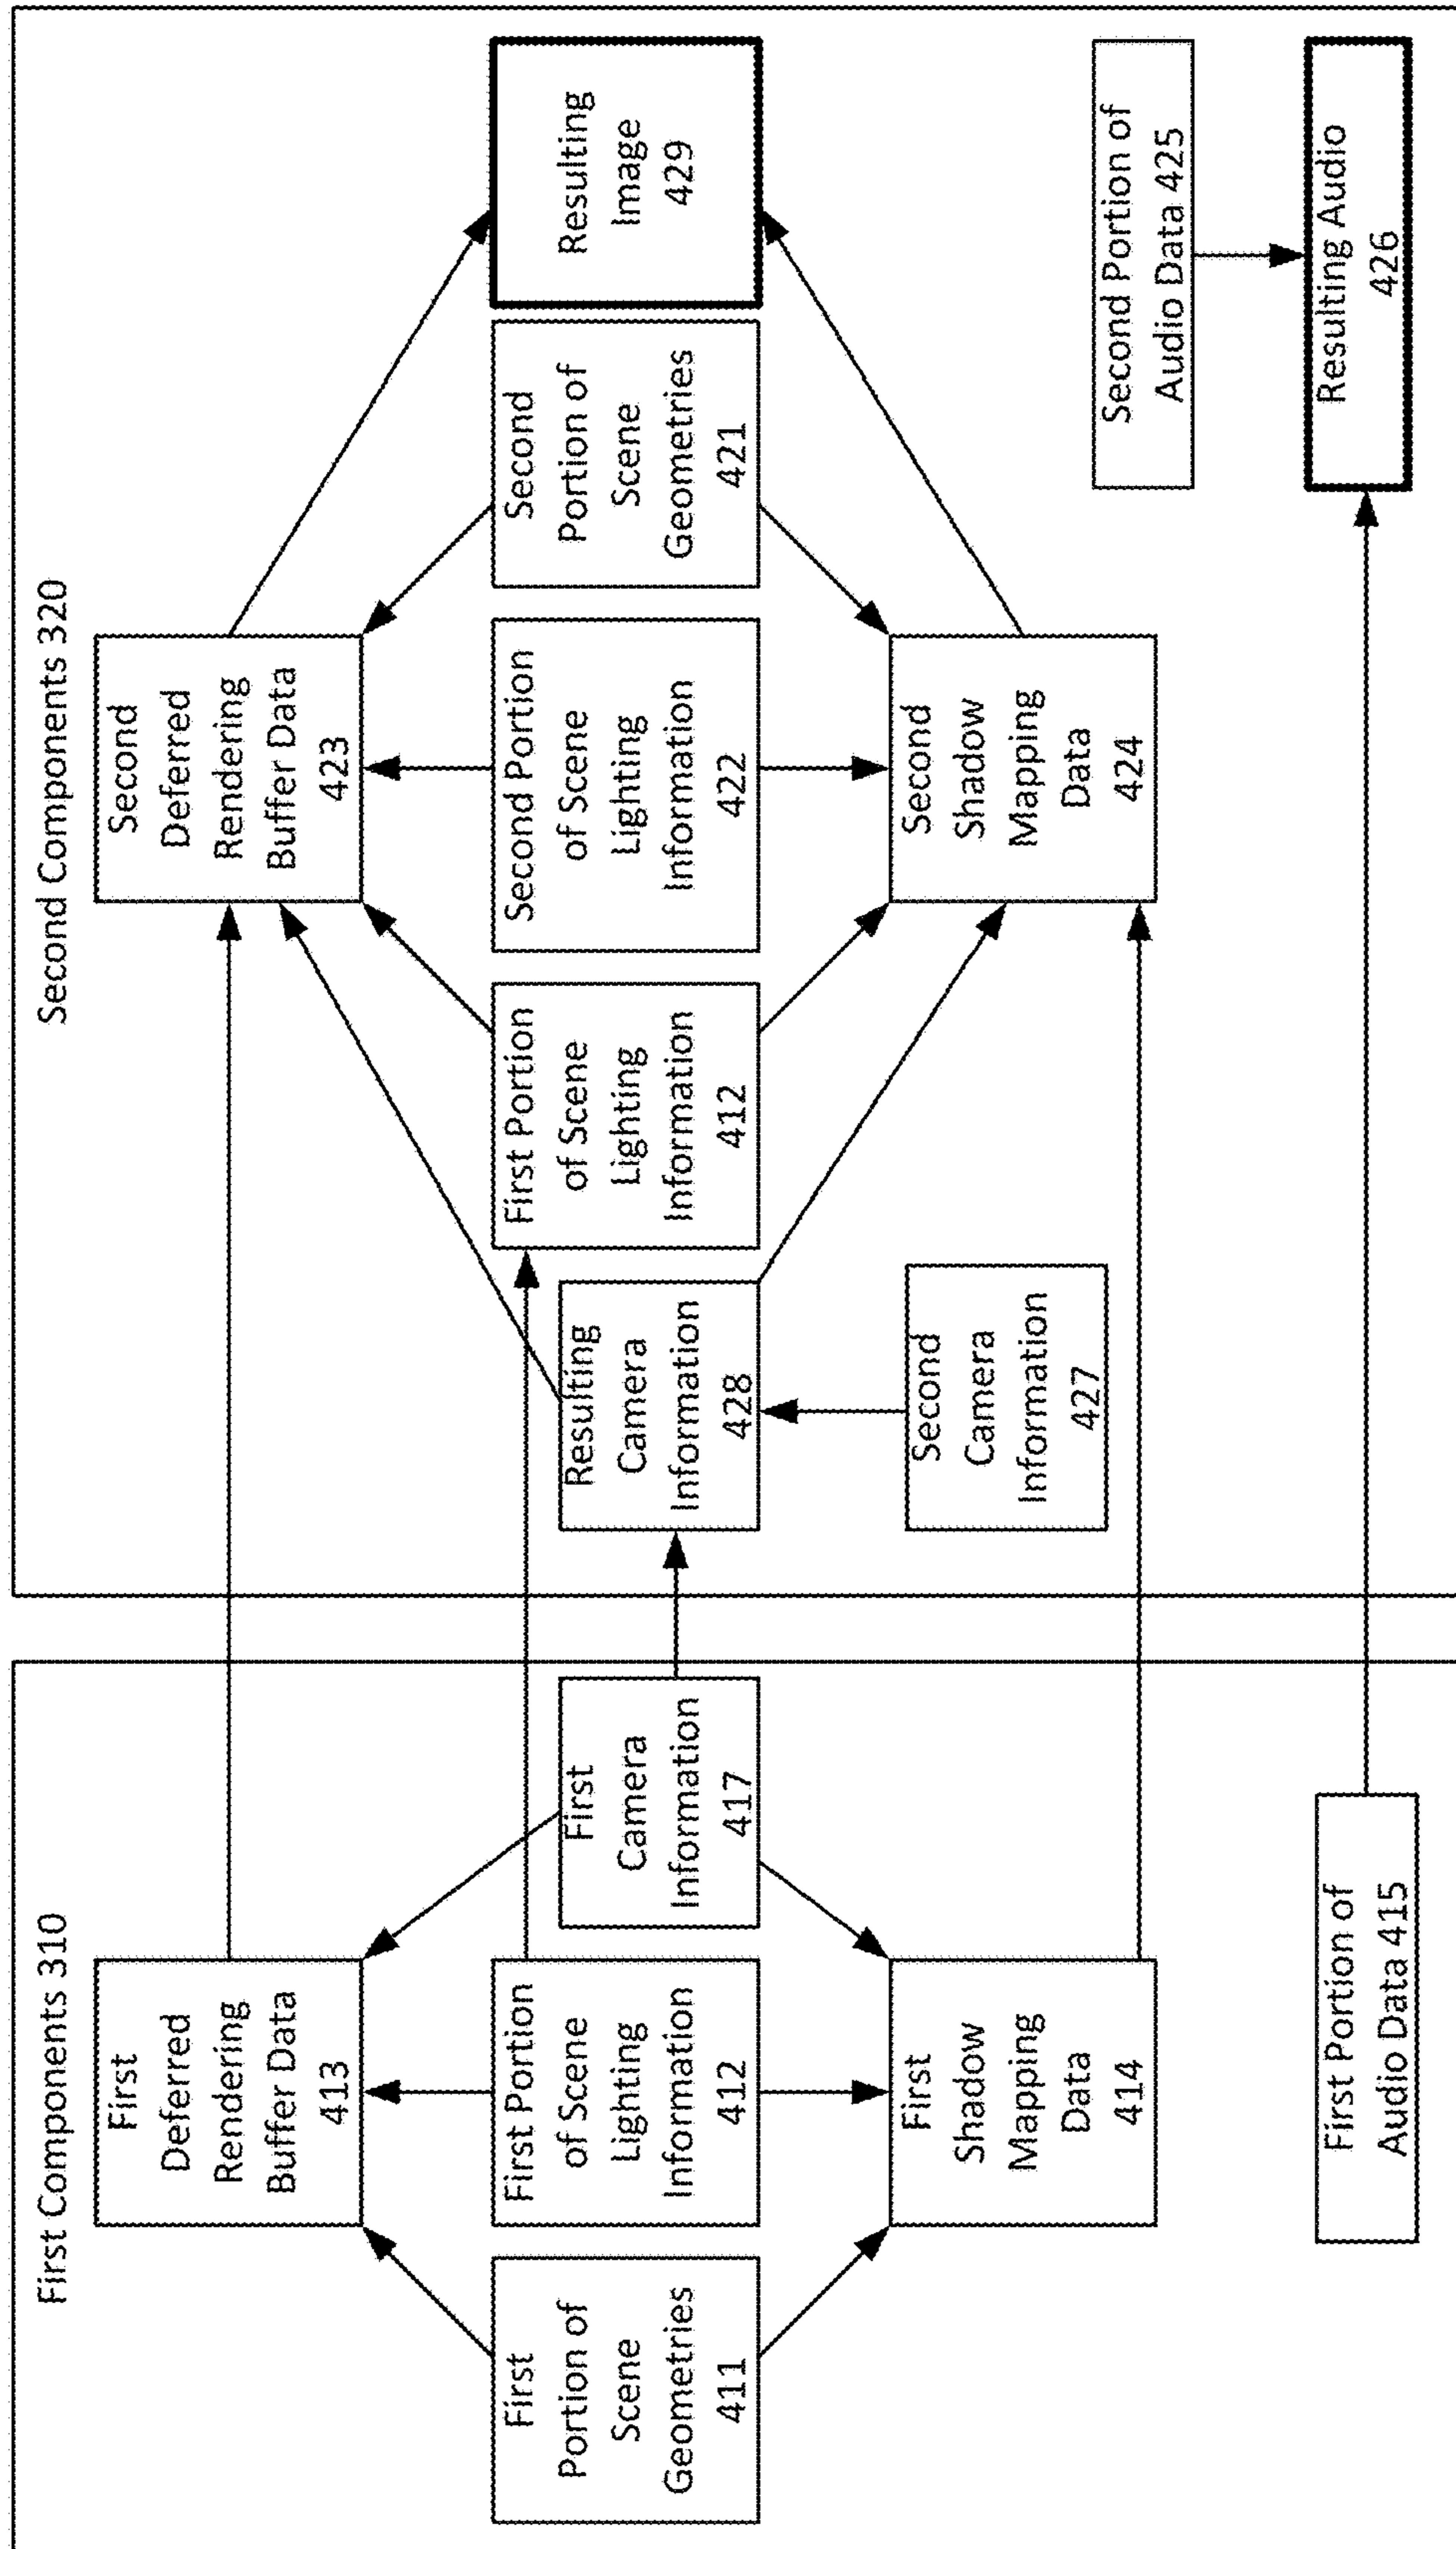 First Components 310
First
Deferred
Rendering
Buffer Data
413
First
Portion of
Scene
Geometries
411
First Portion
of Scene
Lighting
Information
412
First
Camera
Information
417
First
Shadow
Mapping
Data
414
First Portion of
Audio Data 415
Second Components 320
Second
Deferred
Rendering
Buffer Data
423
Resulting
Camera
Information
428
First Portion
of Scene
Lighting
Information
412
Second Portion
of Scene
Lighting
Information
422
Second
Portion of
Scene
Geometries
421
Resulting
Image
429
Second
Camera
Information
427
Second
Shadow
Mapping
Data
424
Second Portion of
Audio Data 425
Resulting Audio
426